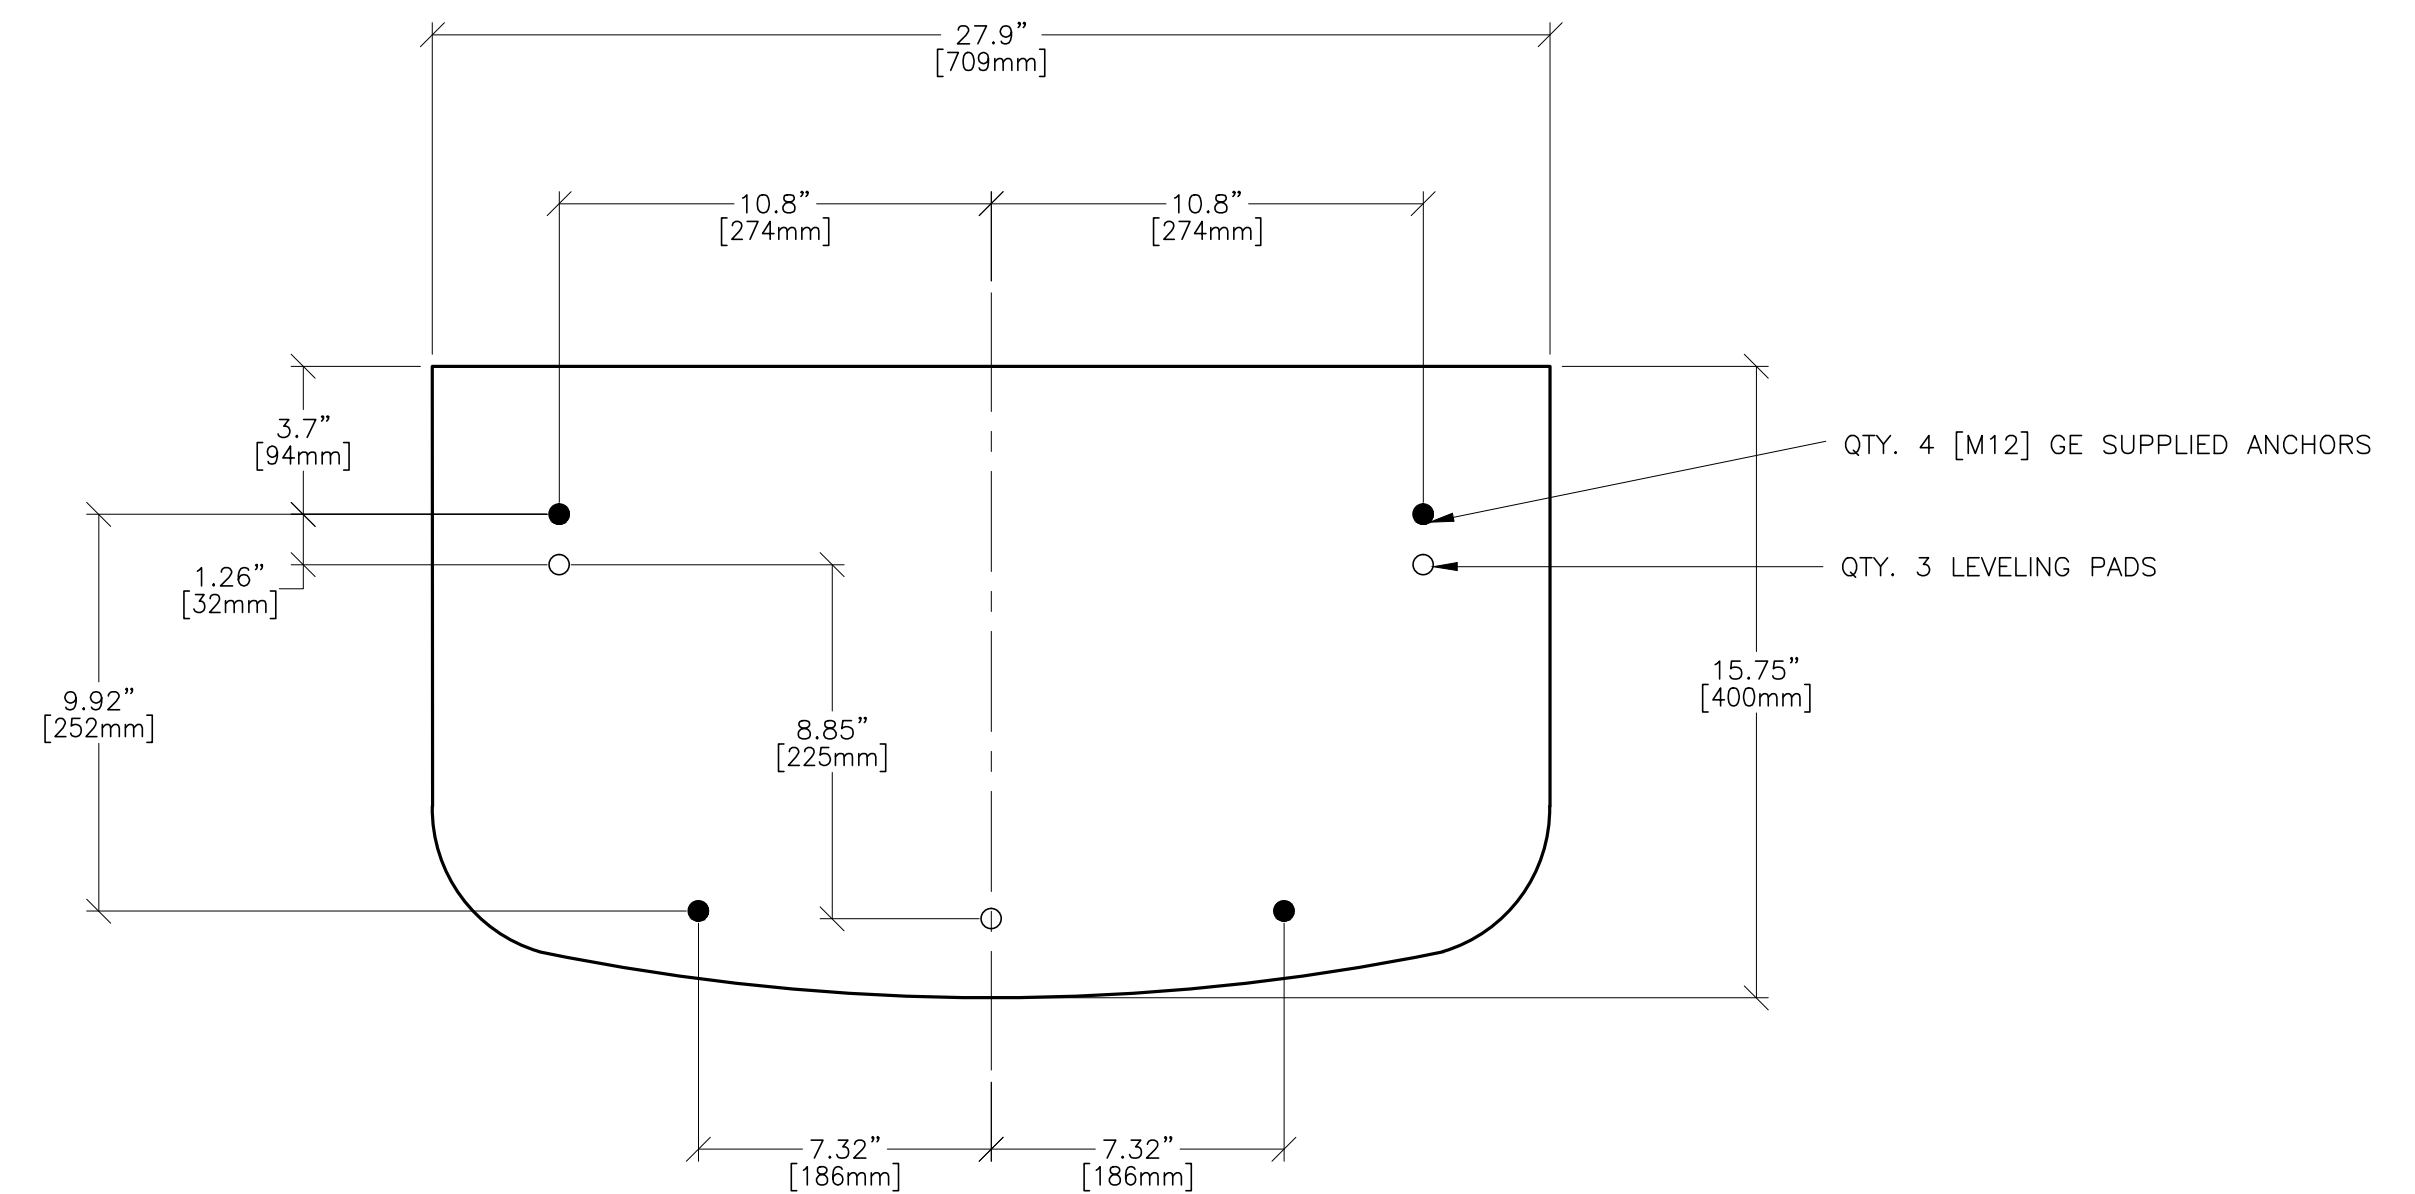 27.9”
[709mm]
10.8”
[274mm]
10.8”
[274mm]
3.7”
[94mm]
QTY. 4 [M12] GE SUPPLIED ANCHORS
QTY. 3 LEVELING PADS
1.26”
[32mm]
15.75”
[400mm]
9.92”
[252mm]
8.85”
[225mm]
7.32”
[186mm]
7.32”
[186mm]